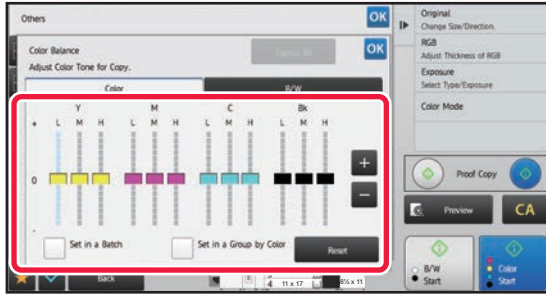 Others
OK
Color Balance
Cancel All
OK
Adjust Color Tone for Copy.
Color
B/W
Y M C Bk
+ L M H L M H L M H L M H
0
+
−
-
Set in a Batch
Set in a Group by Color
Reset
Back
11 x 17
8½ x 11
Original
Change Size/Direction.
RGB
Adjust Thickness of RGB
Exposure
Select Type/Exposure
Color Mode
Proof Copy
Preview
CA
B/W
Start
Color
Start